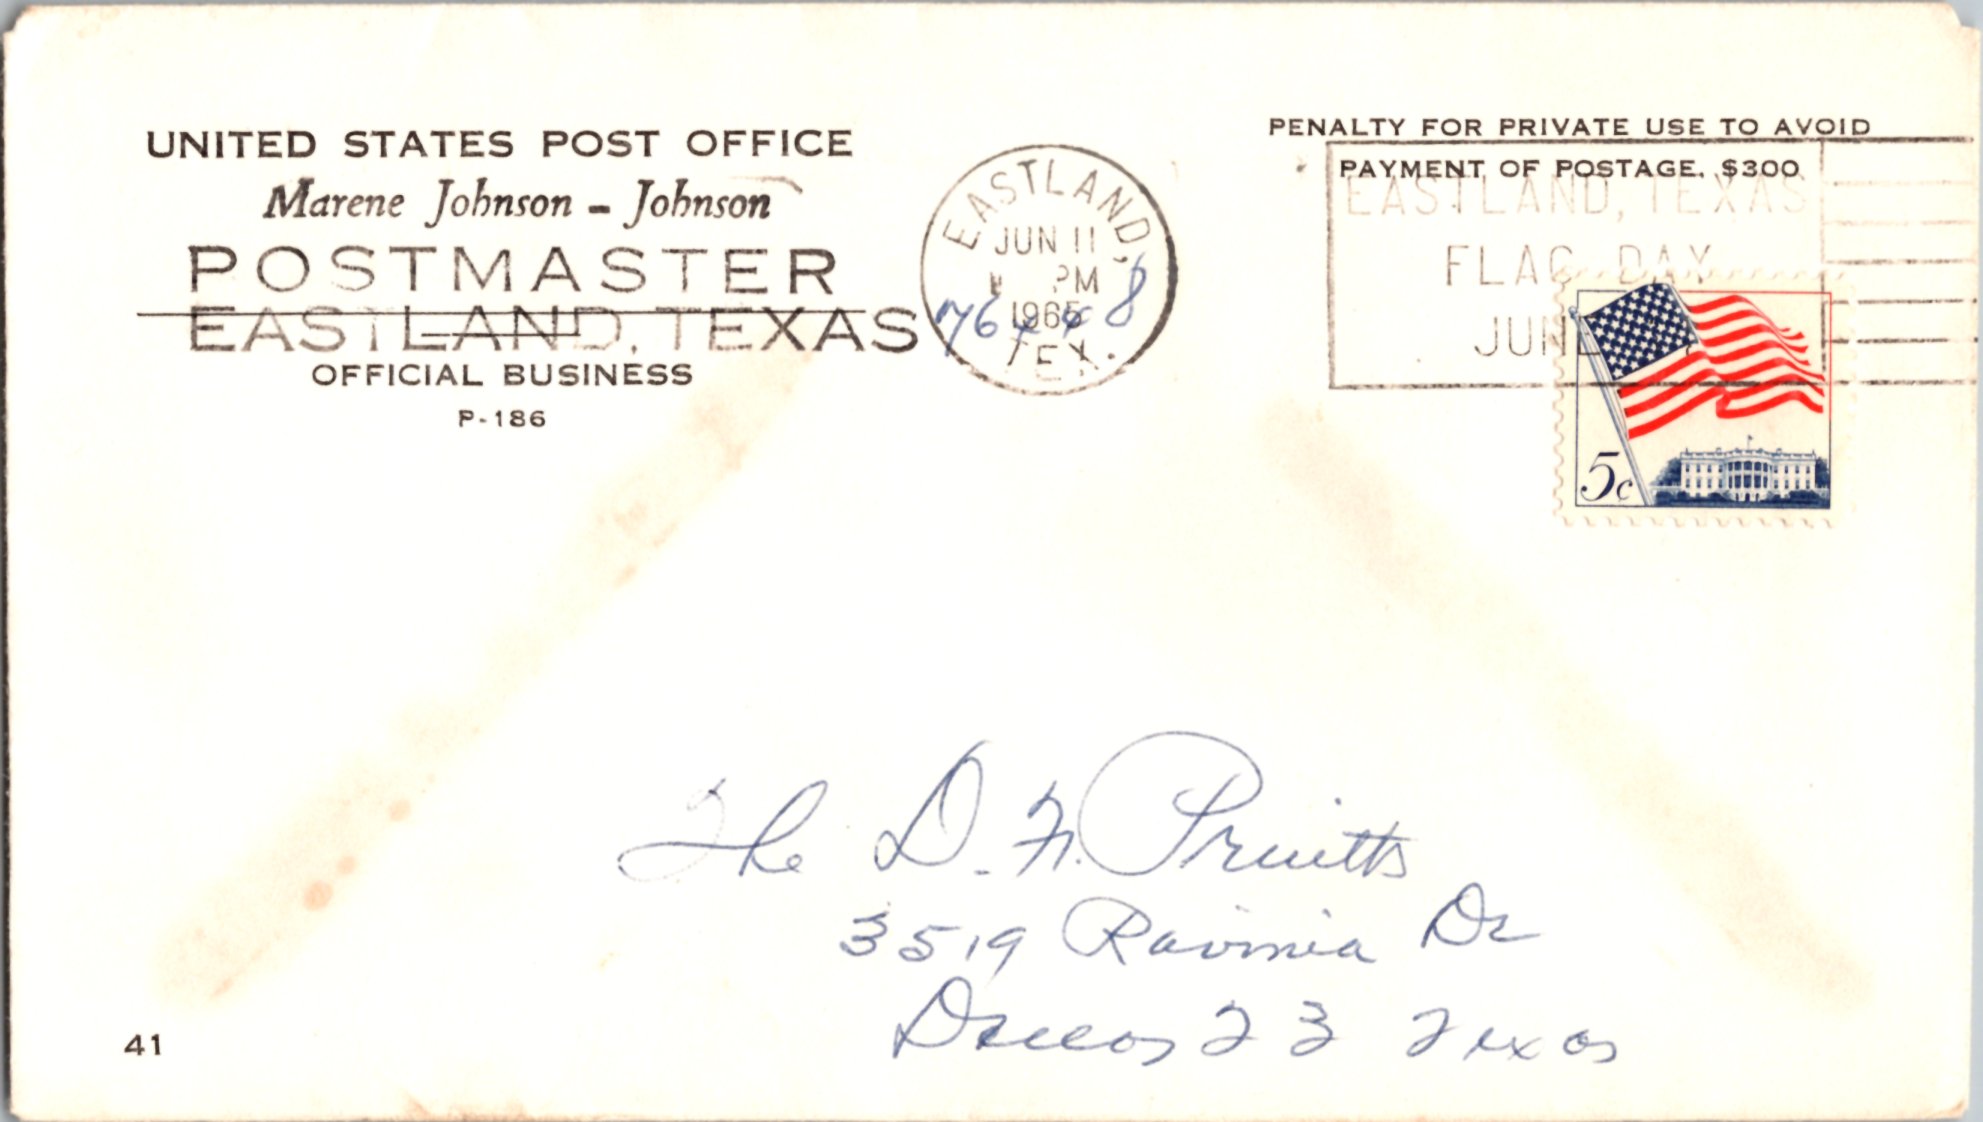 UNITED STATES POST OFFICE
Marene Johnson - Johnson
POSTMASTER
EASTLAND, TEXAS
OFFICIAL BUSINESS
P-186
EASTLAND,
JUN 11
PM
1965
TEX.
PENALTY FOR PRIVATE USE TO AVOID
PAYMENT OF POSTAGE, $300
EASTLAND, TEXAS
FLAG DAY
JUNE
5c
The D. N. Pruitts
3519 Ravinia Dr
Dallas 23 Texas
41